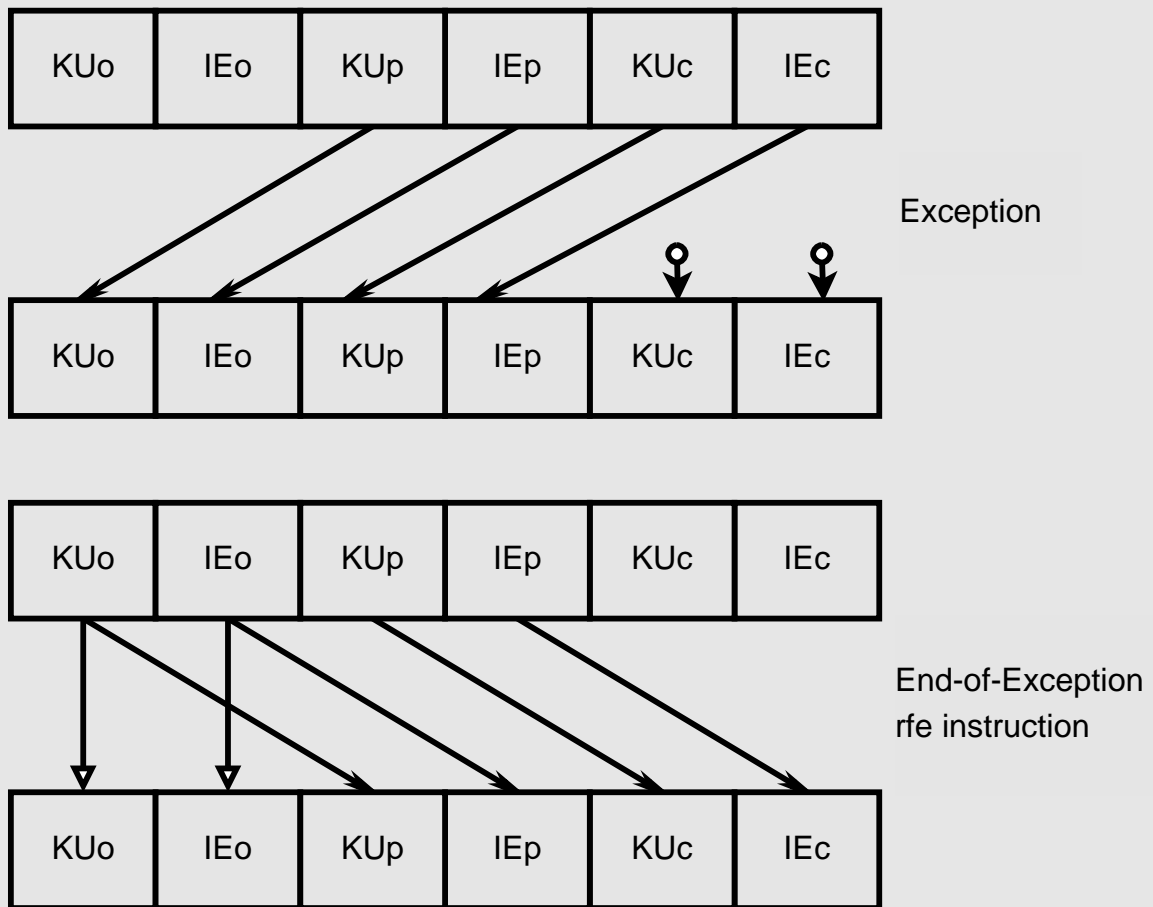 KUo IEo KUp IEp KUc IEc
Exception
KUo IEo KUp IEp KUc IEc
KUo IEo KUp IEp KUc IEc
End-of-Exception
rfe instruction
KUo IEo KUp IEp KUc IEc